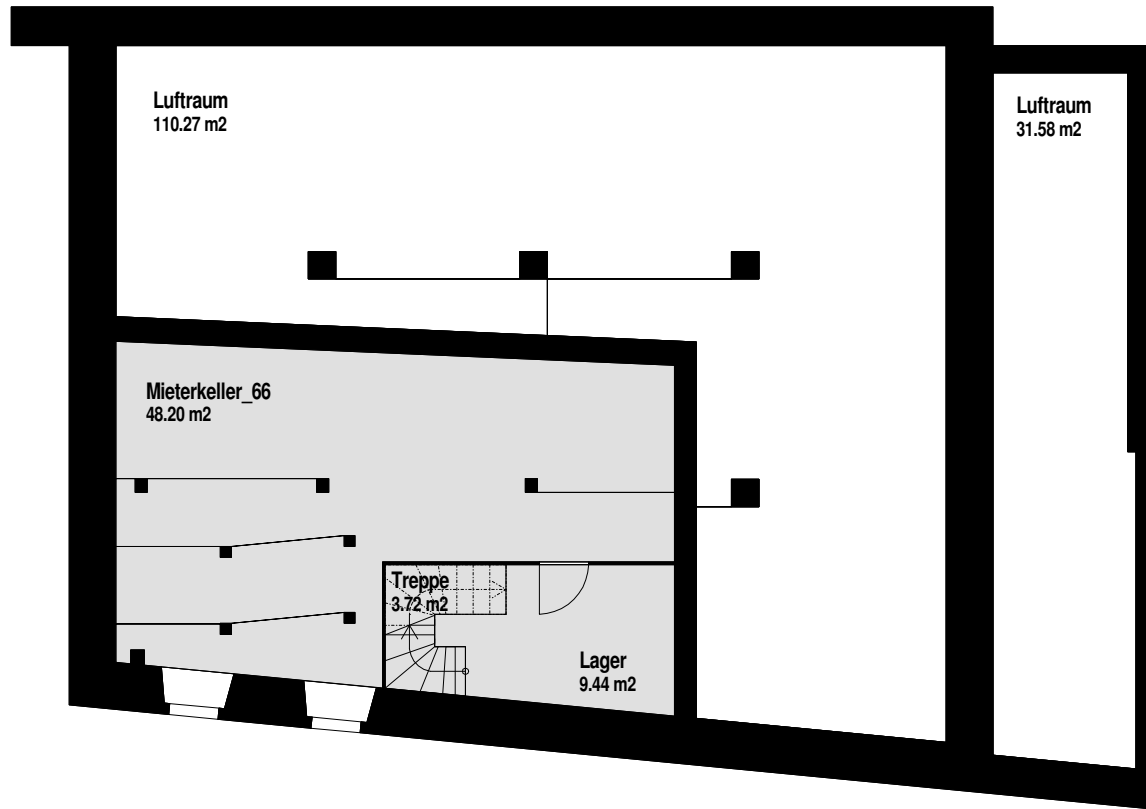 Luftraum
110.27 m2
Luftraum
31.58 m2
Mieterkeller_66
48.20 m2
Treppe
3.72 m2
Lager
9.44 m2